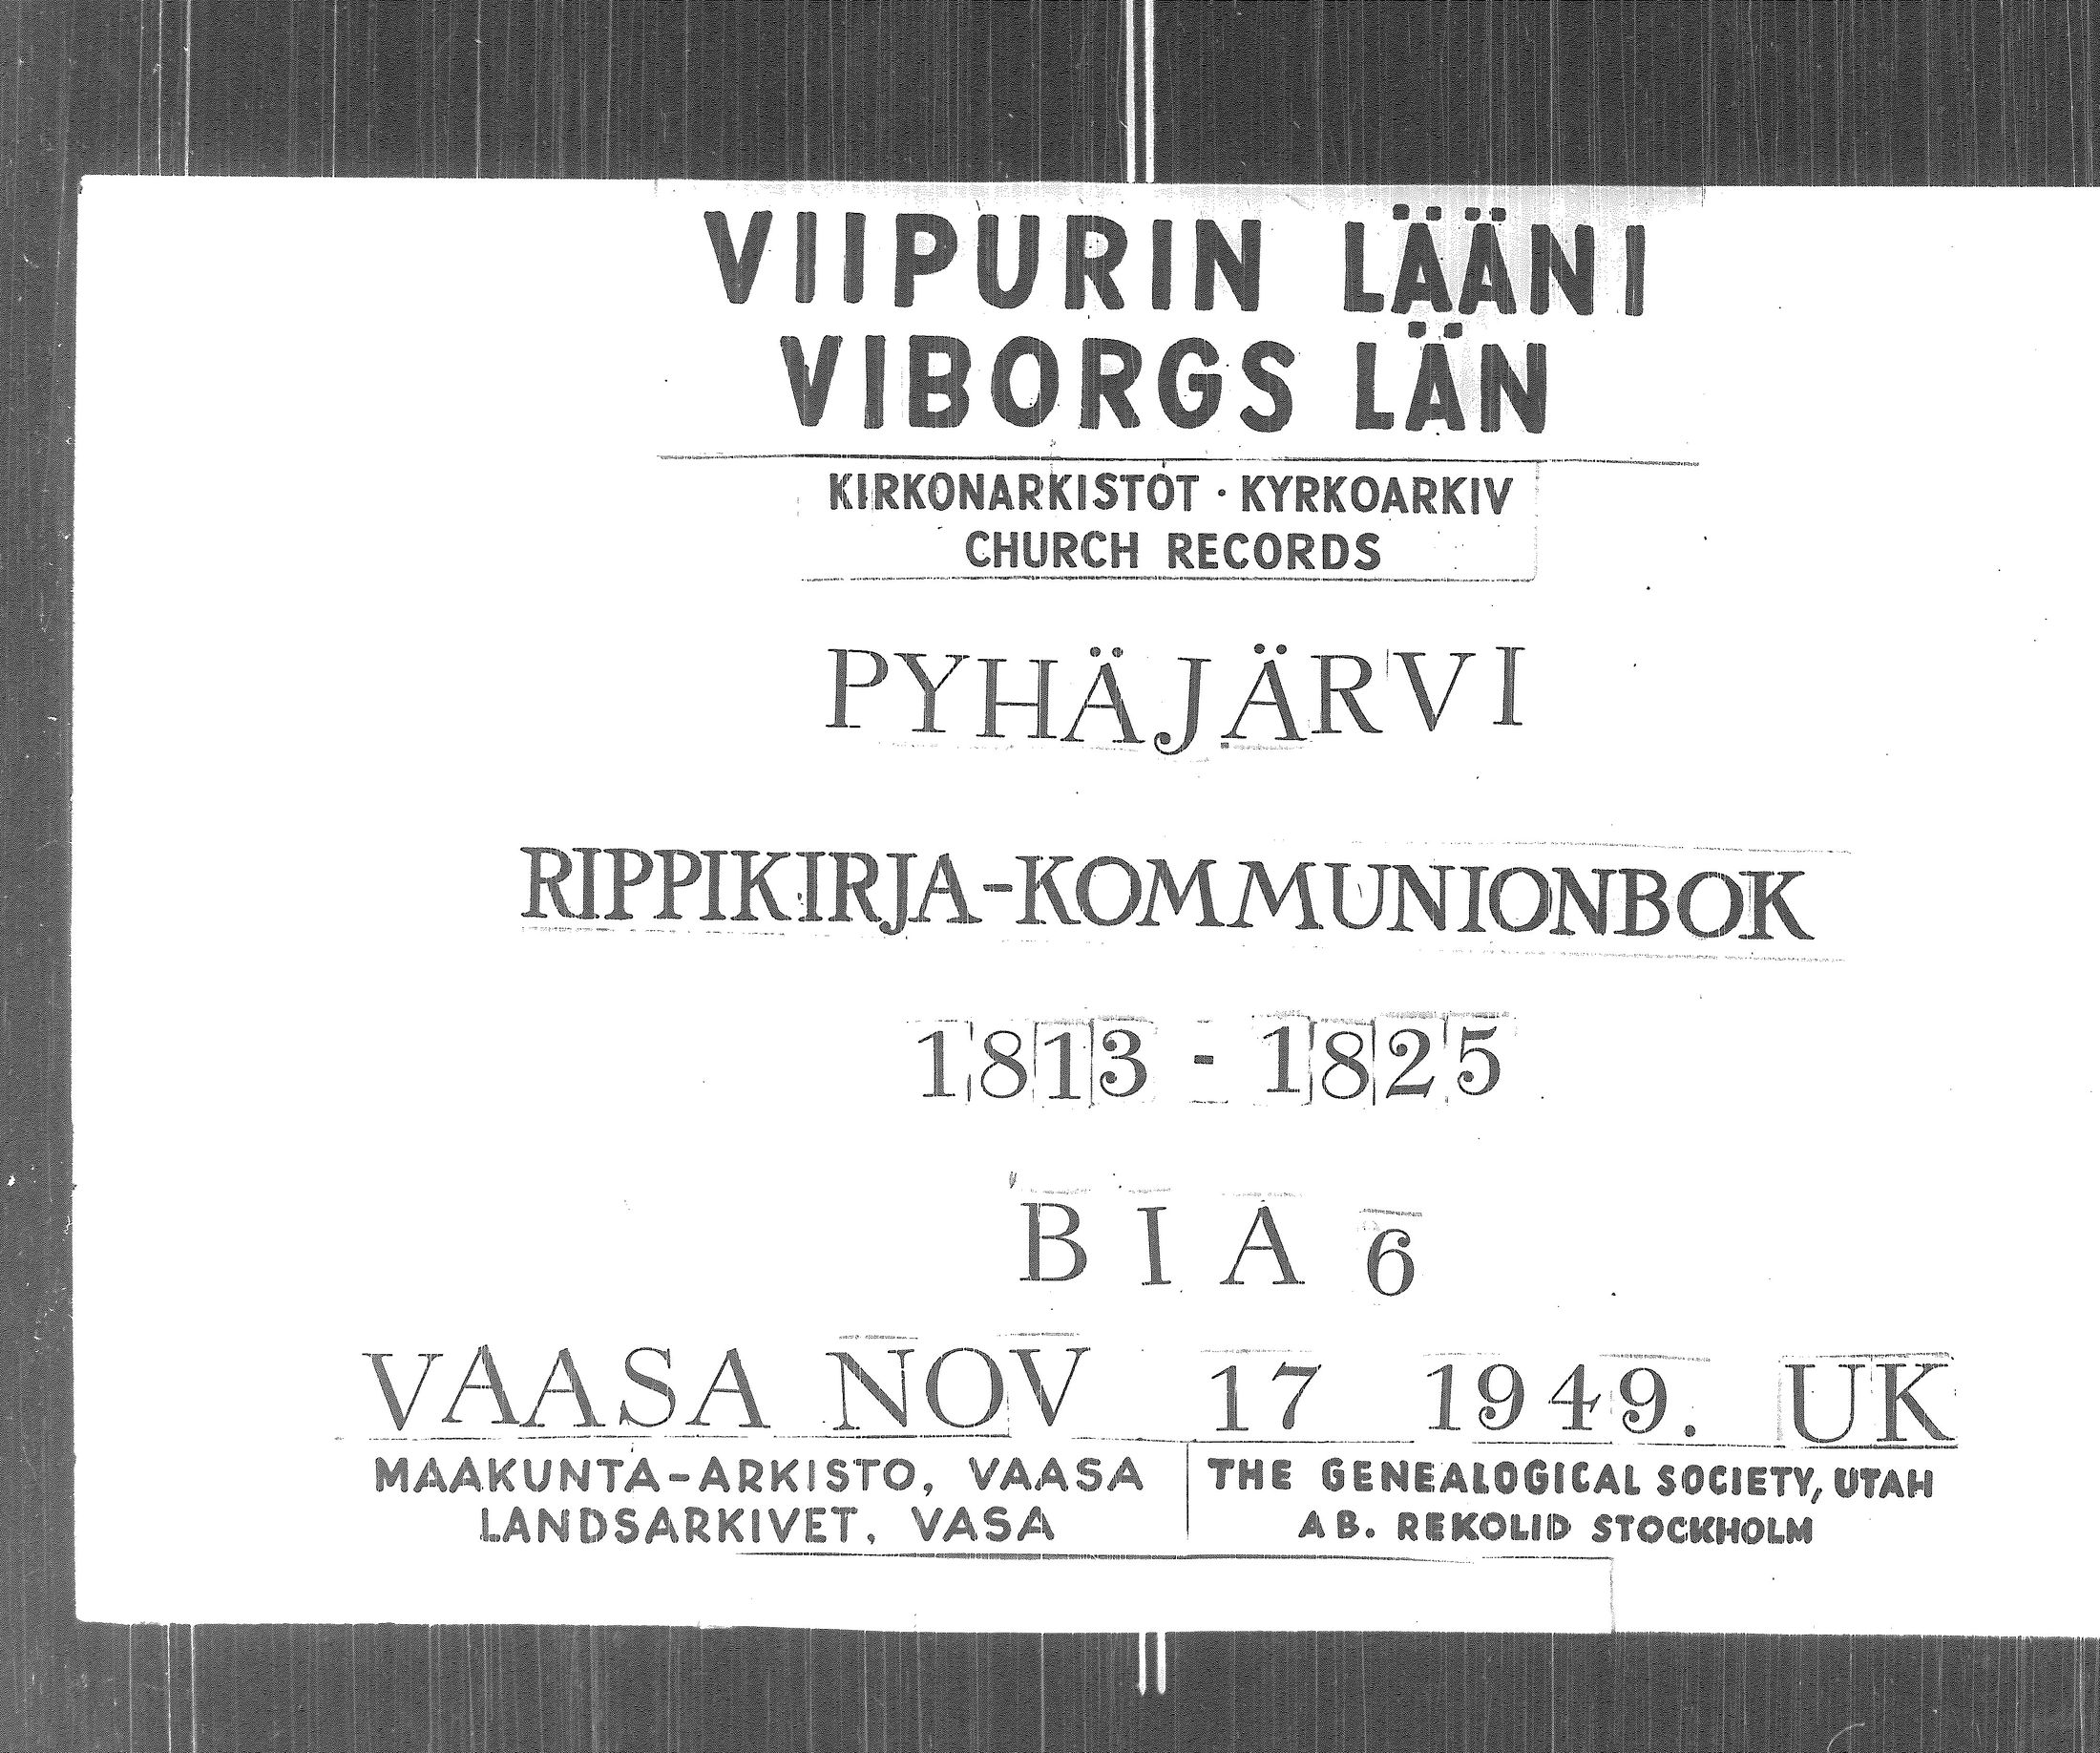 VIIPURIN LÄÄNI
VIBORGS LÄN
KIRKONARKISTOT · KYRKOARKIV
CHURCH RECORDS
PYHÄJÄRVI
RIPPIKIRJA-KOMMUNIONBOK
1813 - 1825
B I A 6
VAASA NOV 17 1949. UK
MAAKUNTA-ARKISTO, VAASA
LANDSARKIVET, VASA
THE GENEALOGICAL SOCIETY, UTAH
AB. REKOLID STOCKHOLM